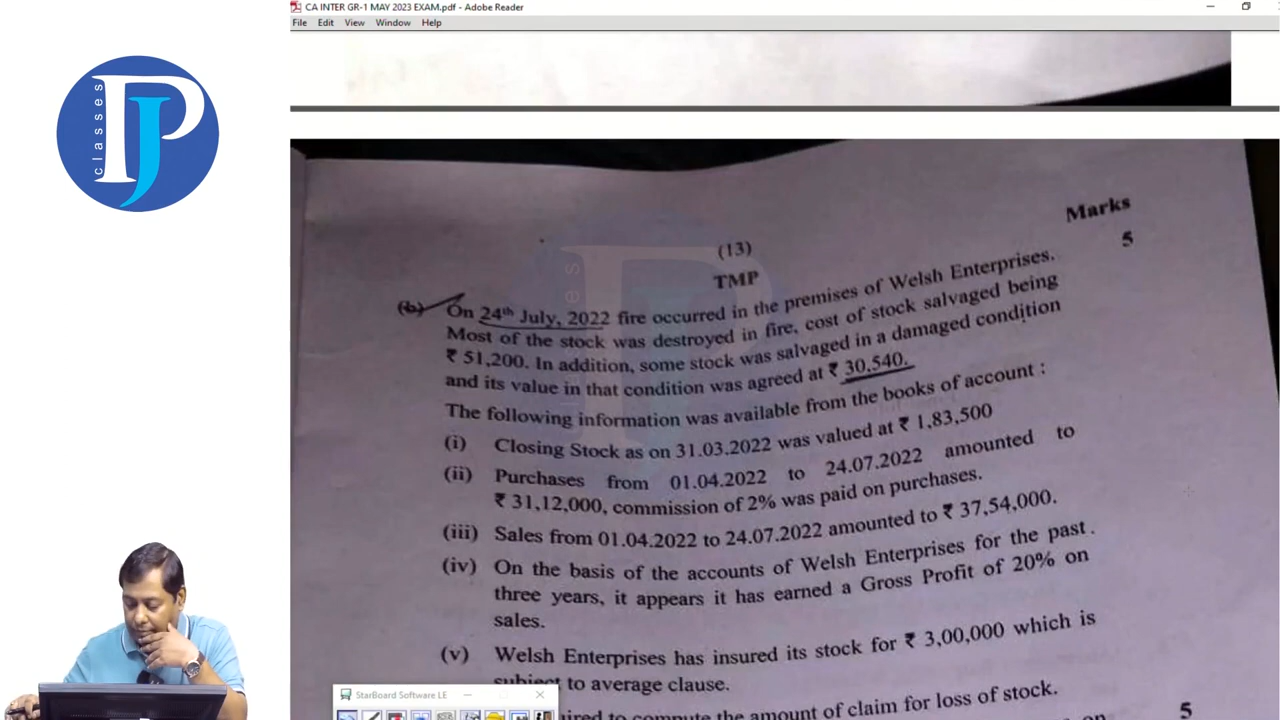 CA INTER GR-1 MAY 2023 EXAM.pdf - Adobe Reader
File Edit View Window Help
classes
PJ
Marks
(13)
5
TMP
(b) On 24th July, 2022 fire occurred in the premises of Welsh Enterprises.
Most of the stock was destroyed in fire, cost of stock salvaged being
₹ 51,200. In addition, some stock was salvaged in a damaged condition
and its value in that condition was agreed at ₹ 30,540.
The following information was available from the books of account :
(i) Closing Stock as on 31.03.2022 was valued at ₹ 1,83,500
(ii) Purchases from 01.04.2022 to 24.07.2022 amounted to
₹ 31,12,000, commission of 2% was paid on purchases.
(iii) Sales from 01.04.2022 to 24.07.2022 amounted to ₹ 37,54,000.
(iv) On the basis of the accounts of Welsh Enterprises for the past
three years, it appears it has earned a Gross Profit of 20% on
sales.
(v) Welsh Enterprises has insured its stock for ₹ 3,00,000 which is
subject to average clause.
StarBoard Software LE
to compute the amount of claim for loss of stock.
on
5